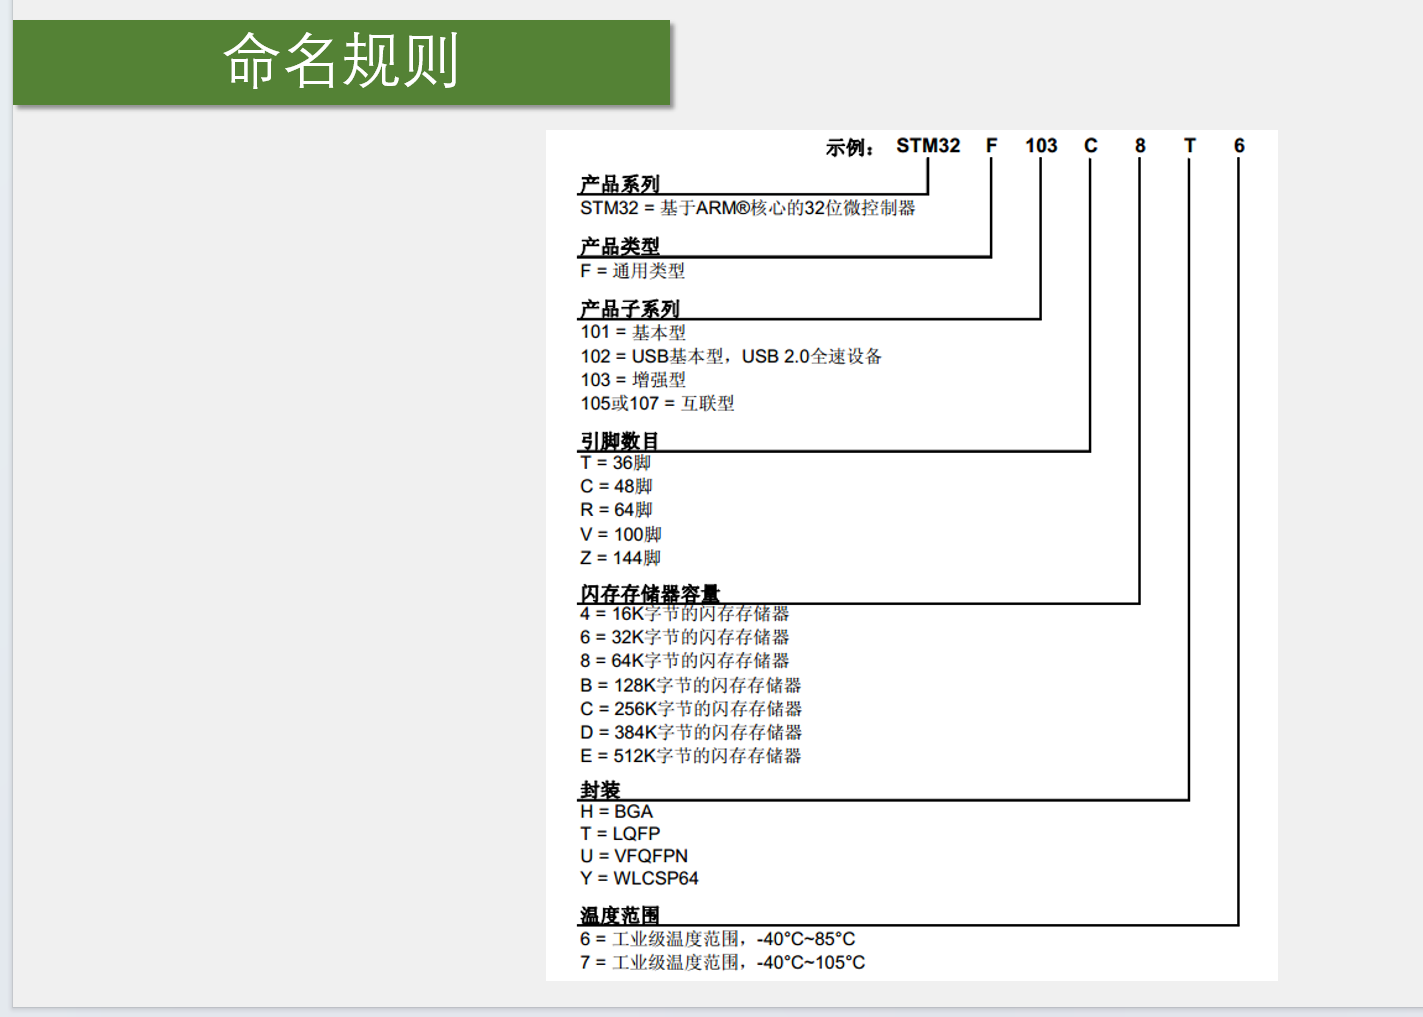 命名规则
示例： STM32 F 103 C 8 T 6
产品系列
STM32 = 基于ARM®核心的32位微控制器
产品类型
F = 通用类型
产品子系列
101 = 基本型
102 = USB基本型，USB 2.0全速设备
103 = 增强型
105或107 = 互联型
引脚数目
T = 36脚
C = 48脚
R = 64脚
V = 100脚
Z = 144脚
闪存存储器容量
4 = 16K字节的闪存存储器
6 = 32K字节的闪存存储器
8 = 64K字节的闪存存储器
B = 128K字节的闪存存储器
C = 256K字节的闪存存储器
D = 384K字节的闪存存储器
E = 512K字节的闪存存储器
封装
H = BGA
T = LQFP
U = VFQFPN
Y = WLCSP64
温度范围
6 = 工业级温度范围，-40°C~85°C
7 = 工业级温度范围，-40°C~105°C